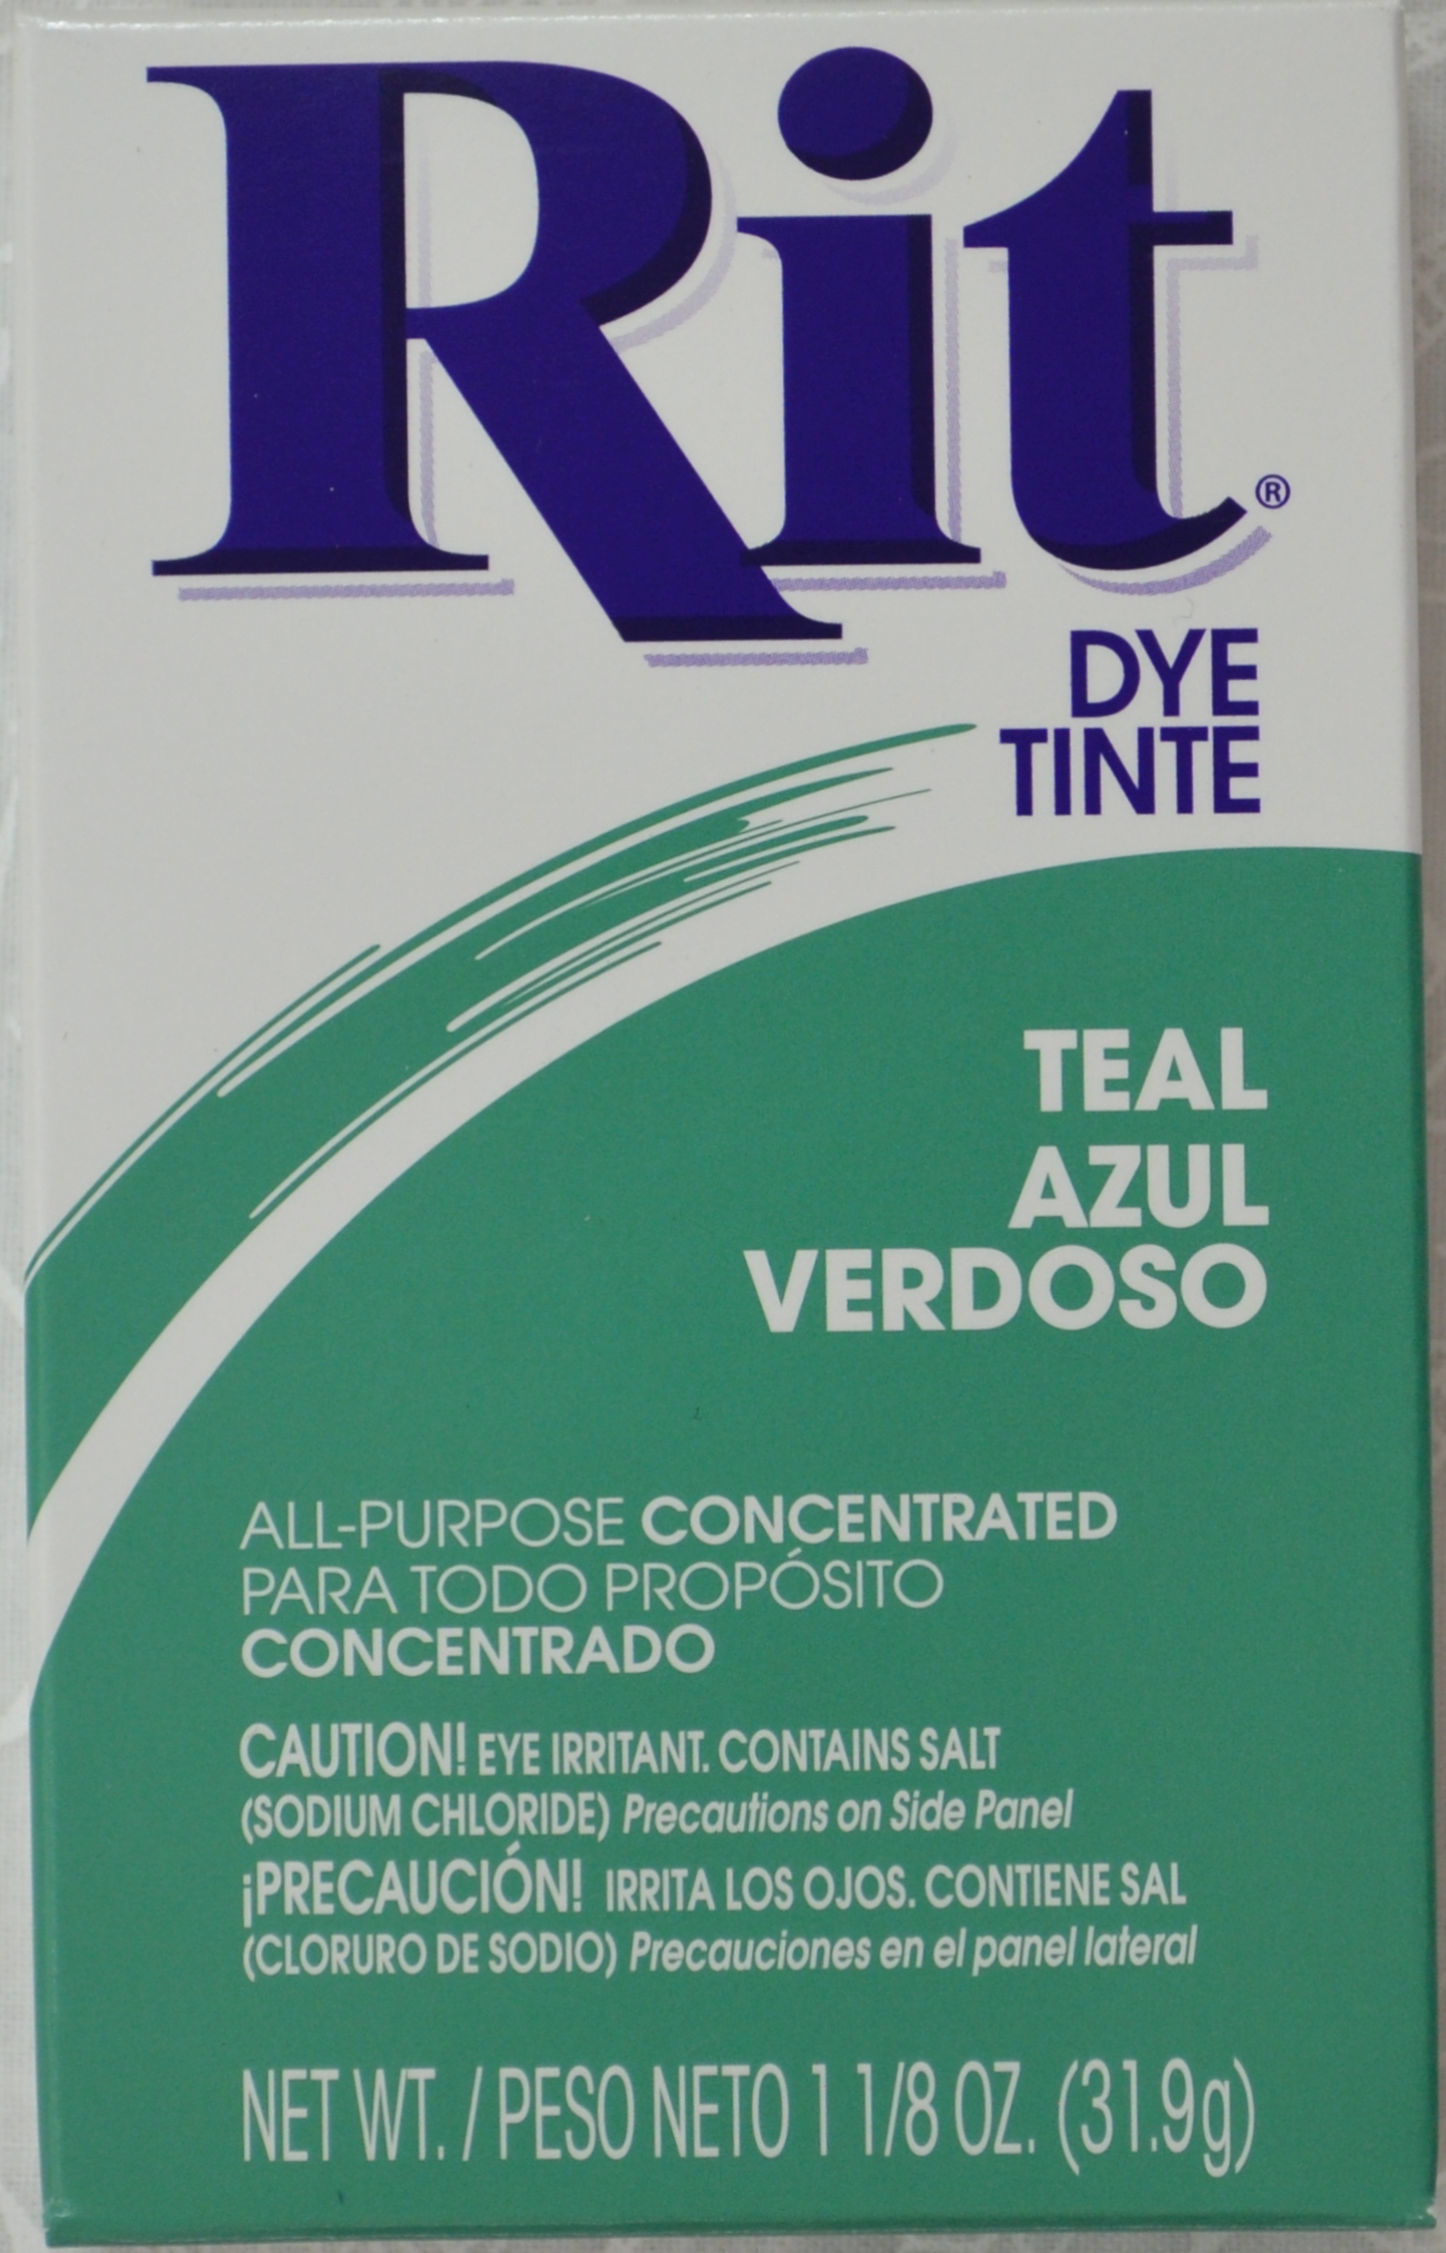 Rit®
DYE
TINTE
TEAL
AZUL
VERDOSO
ALL-PURPOSE CONCENTRATED
PARA TODO PROPÓSITO
CONCENTRADO
CAUTION! EYE IRRITANT. CONTAINS SALT
(SODIUM CHLORIDE) Precautions on Side Panel
¡PRECAUCIÓN! IRRITA LOS OJOS. CONTIENE SAL
(CLORURO DE SODIO) Precauciones en el panel lateral
NET WT. / PESO NETO 1 1/8 OZ. (31.9g)